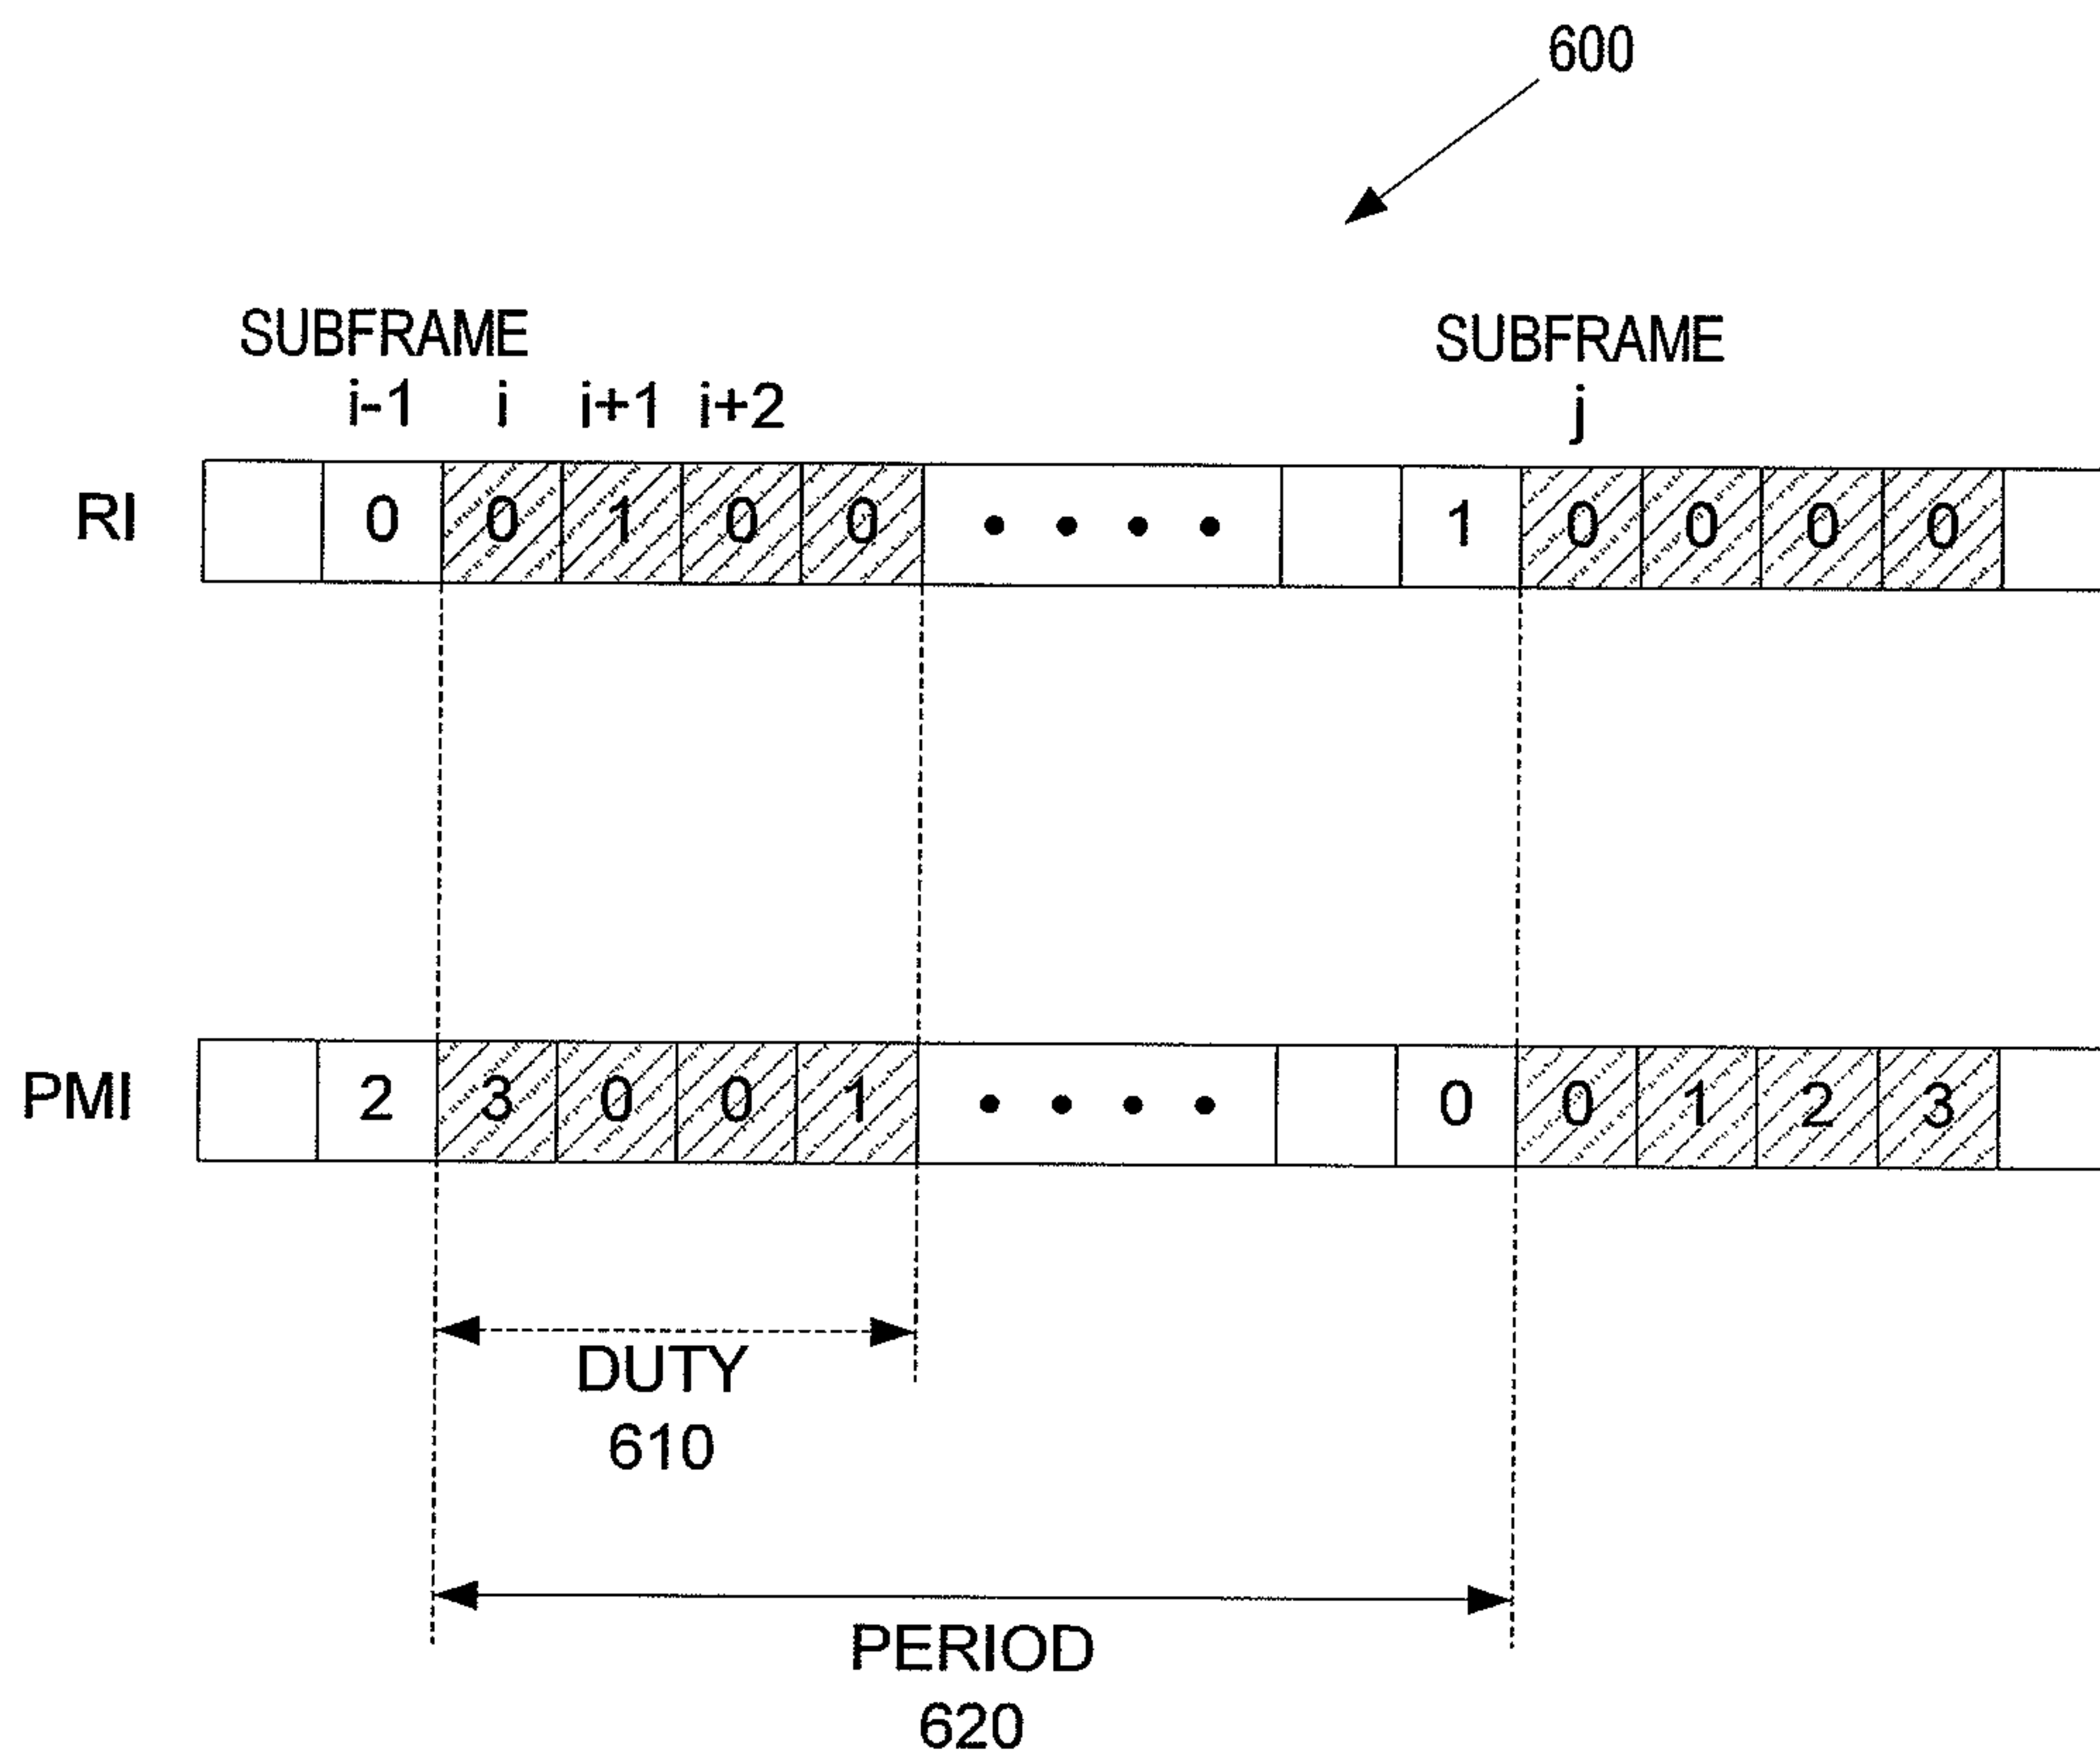 600
SUBFRAME SUBFRAME
i-1 i i+1 i+2 j
RI 0 0 1 0 0 • • • • 1 0 0 0 0
PMI 2 3 0 0 1 • • • • 0 0 1 2 3
DUTY
610
PERIOD
620